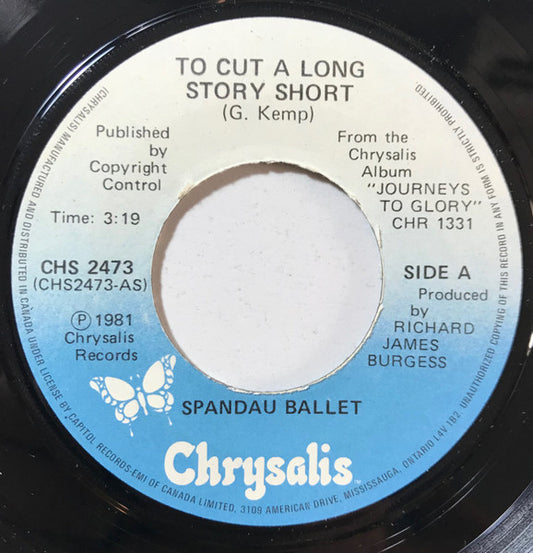 TO CUT A LONG
STORY SHORT
(G. Kemp)
Published
by
Copyright
Control
Time: 3:19
From the
Chrysalis
Album
"JOURNEYS
TO GLORY"
CHR 1331
CHS 2473
(CHS2473-AS)
Ⓟ 1981
Chrysalis
Records
SIDE A
Produced
by
RICHARD
JAMES
BURGESS
SPANDAU BALLET
Chrysalis™
(CHRYSALIS) MANUFACTURED AND DISTRIBUTED IN CANADA UNDER LICENSE BY CAPITOL RECORDS-EMI OF CANADA LIMITED, 3109 AMERICAN DRIVE, MISSISSAUGA, ONTARIO L4V 1B2. UNAUTHORIZED COPYING OF THIS RECORD IN ANY FORM IS STRICTLY PROHIBITED.